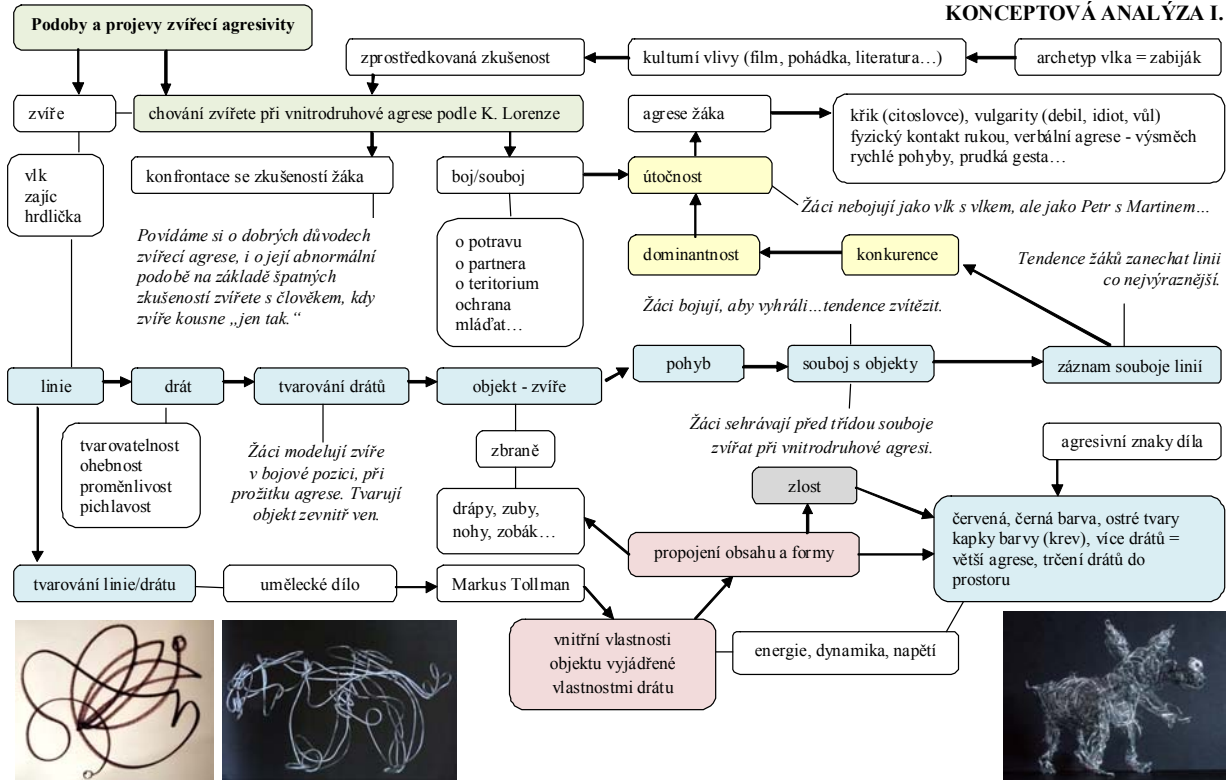 KONCEPTOVÁ ANALÝZA I.
Podoby a projevy zvířecí agresivity
zprostředkovaná zkušenost
kulturní vlivy (film, pohádka, literatura…)
archetyp vlka = zabiják
zvíře
chování zvířete při vnitrodruhové agrese podle K. Lorenze
agrese žáka
křik (citoslovce), vulgarity (debil, idiot, vůl)
fyzický kontakt rukou, verbální agrese - výsměch
rychlé pohyby, prudká gesta…
vlk
zajíc
hrdlička
konfrontace se zkušeností žáka
boj/souboj
útočnost
Žáci nebojují jako vlk s vlkem, ale jako Petr s Martinem…
Povídáme si o dobrých důvodech
zvířecí agrese, i o její abnormální
podobě na základě špatných
zkušeností zvířete s člověkem, kdy
zvíře kousne „jen tak.“
o potravu
o partnera
o teritorium
ochrana
mláďat…
dominantnost
konkurence
Tendence žáků zanechat linii
co nejvýraznější.
Žáci bojují, aby vyhráli…tendence zvítězit.
linie
drát
tvarování drátů
objekt - zvíře
pohyb
souboj s objekty
záznam souboje linií
tvarovatelnost
ohebnost
proměnlivost
pichlavost
Žáci modelují zvíře
v bojové pozici, při
prožitku agrese. Tvarují
objekt zevnitř ven.
zbraně
Žáci sehrávají před třídou souboje
zvířat při vnitrodruhové agresi.
agresivní znaky díla
zlost
drápy, zuby,
nohy, zobák…
propojení obsahu a formy
červená, černá barva, ostré tvary
kapky barvy (krev), více drátů =
větší agrese, trčení drátů do
prostoru
tvarování linie/drátu
umělecké dílo
Markus Tollman
vnitřní vlastnosti
objektu vyjádřené
vlastnostmi drátu
energie, dynamika, napětí